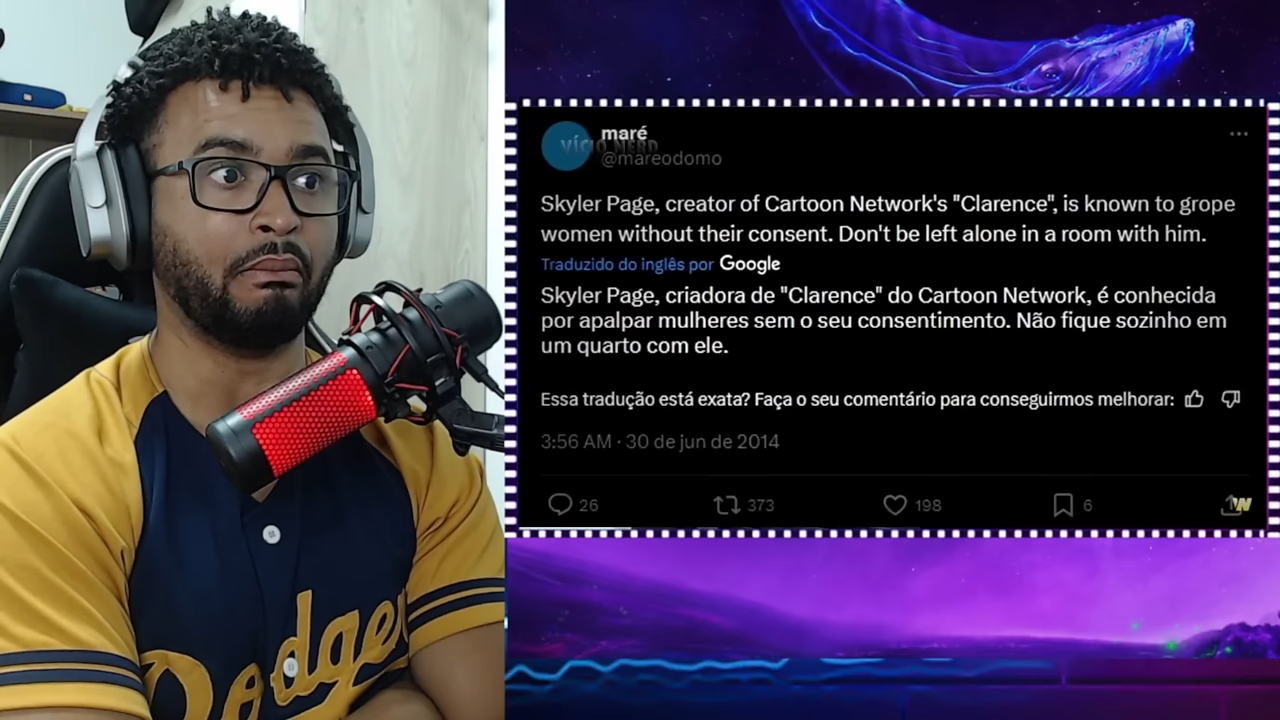 maré
VÍCIO NERD
@mareodomo
Skyler Page, creator of Cartoon Network's "Clarence", is known to grope
women without their consent. Don't be left alone in a room with him.
Traduzido do inglês por Google
Skyler Page, criadora de "Clarence" do Cartoon Network, é conhecida
por apalpar mulheres sem o seu consentimento. Não fique sozinho em
um quarto com ele.
Essa tradução está exata? Faça o seu comentário para conseguirmos melhorar:
3:56 AM · 30 de jun de 2014
26 373 198 6
W
Dodge